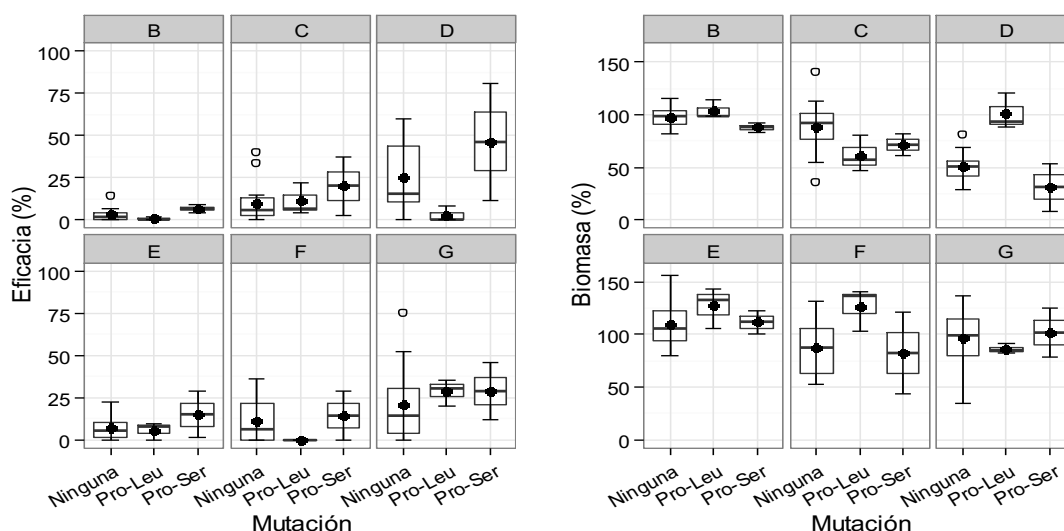 B C D
100
75
50
25
0
E F G
100
75
50
25
0
Eficacia (%)
Ninguna Pro-Leu Pro-Ser Ninguna Pro-Leu Pro-Ser Ninguna Pro-Leu Pro-Ser
Mutación
B C D
150
100
50
0
E F G
150
100
50
0
Biomasa (%)
Ninguna Pro-Leu Pro-Ser Ninguna Pro-Leu Pro-Ser Ninguna Pro-Leu Pro-Ser
Mutación